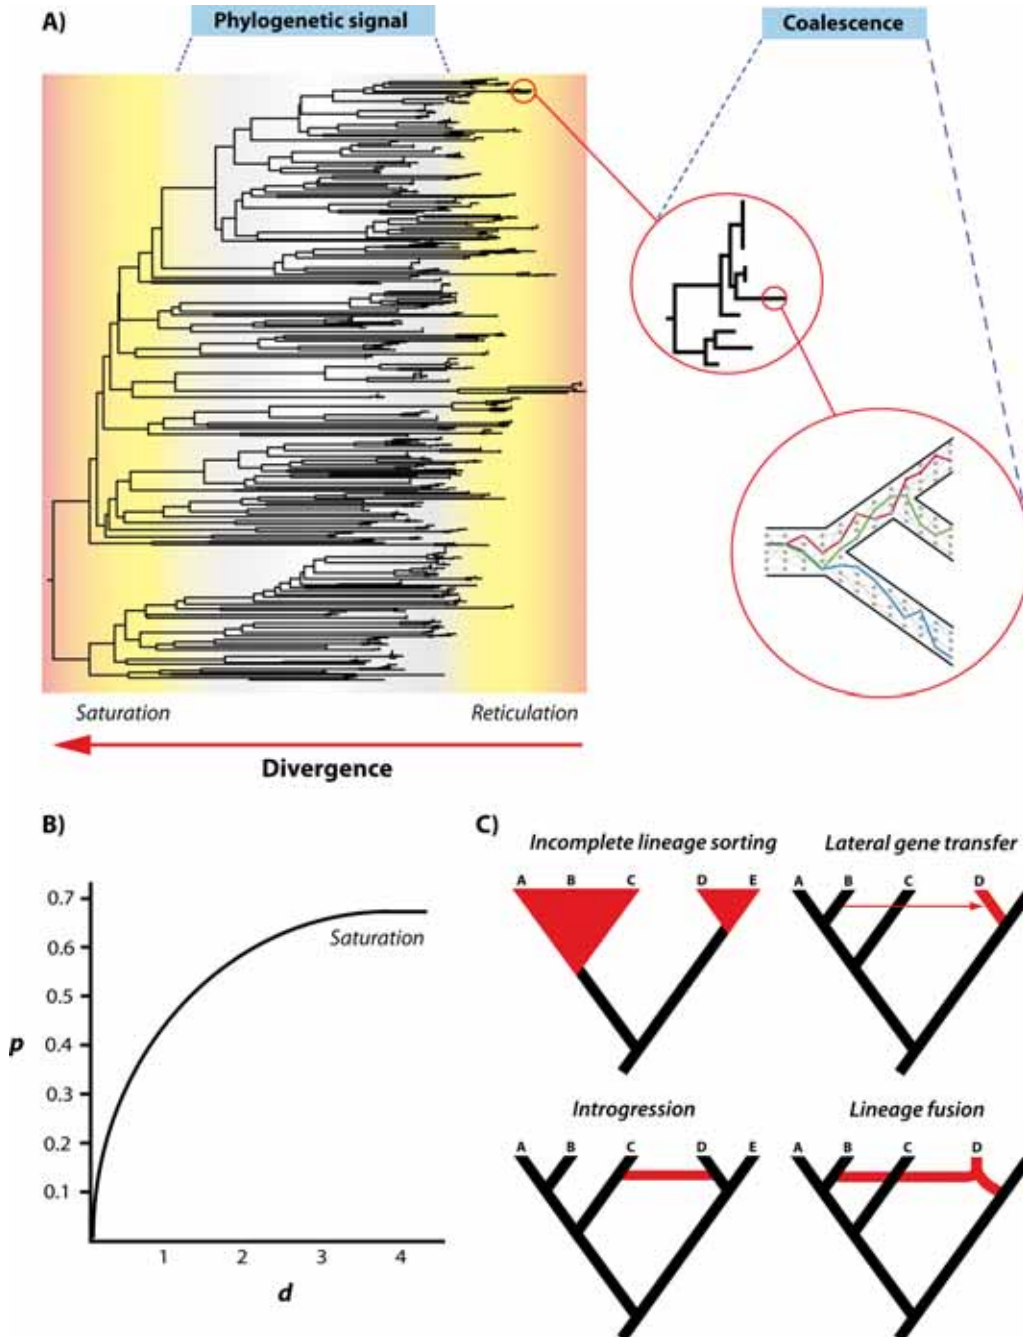 A)
Phylogenetic signal
Coalescence
Saturation
Reticulation
Divergence
B)
0.7
0.6
0.5
0.4
0.3
0.2
0.1
p
Saturation
1 2 3 4
d
C)
Incomplete lineage sorting
A B C D E
Lateral gene transfer
A B C D
Introgression
A B C D E
Lineage fusion
A B C D